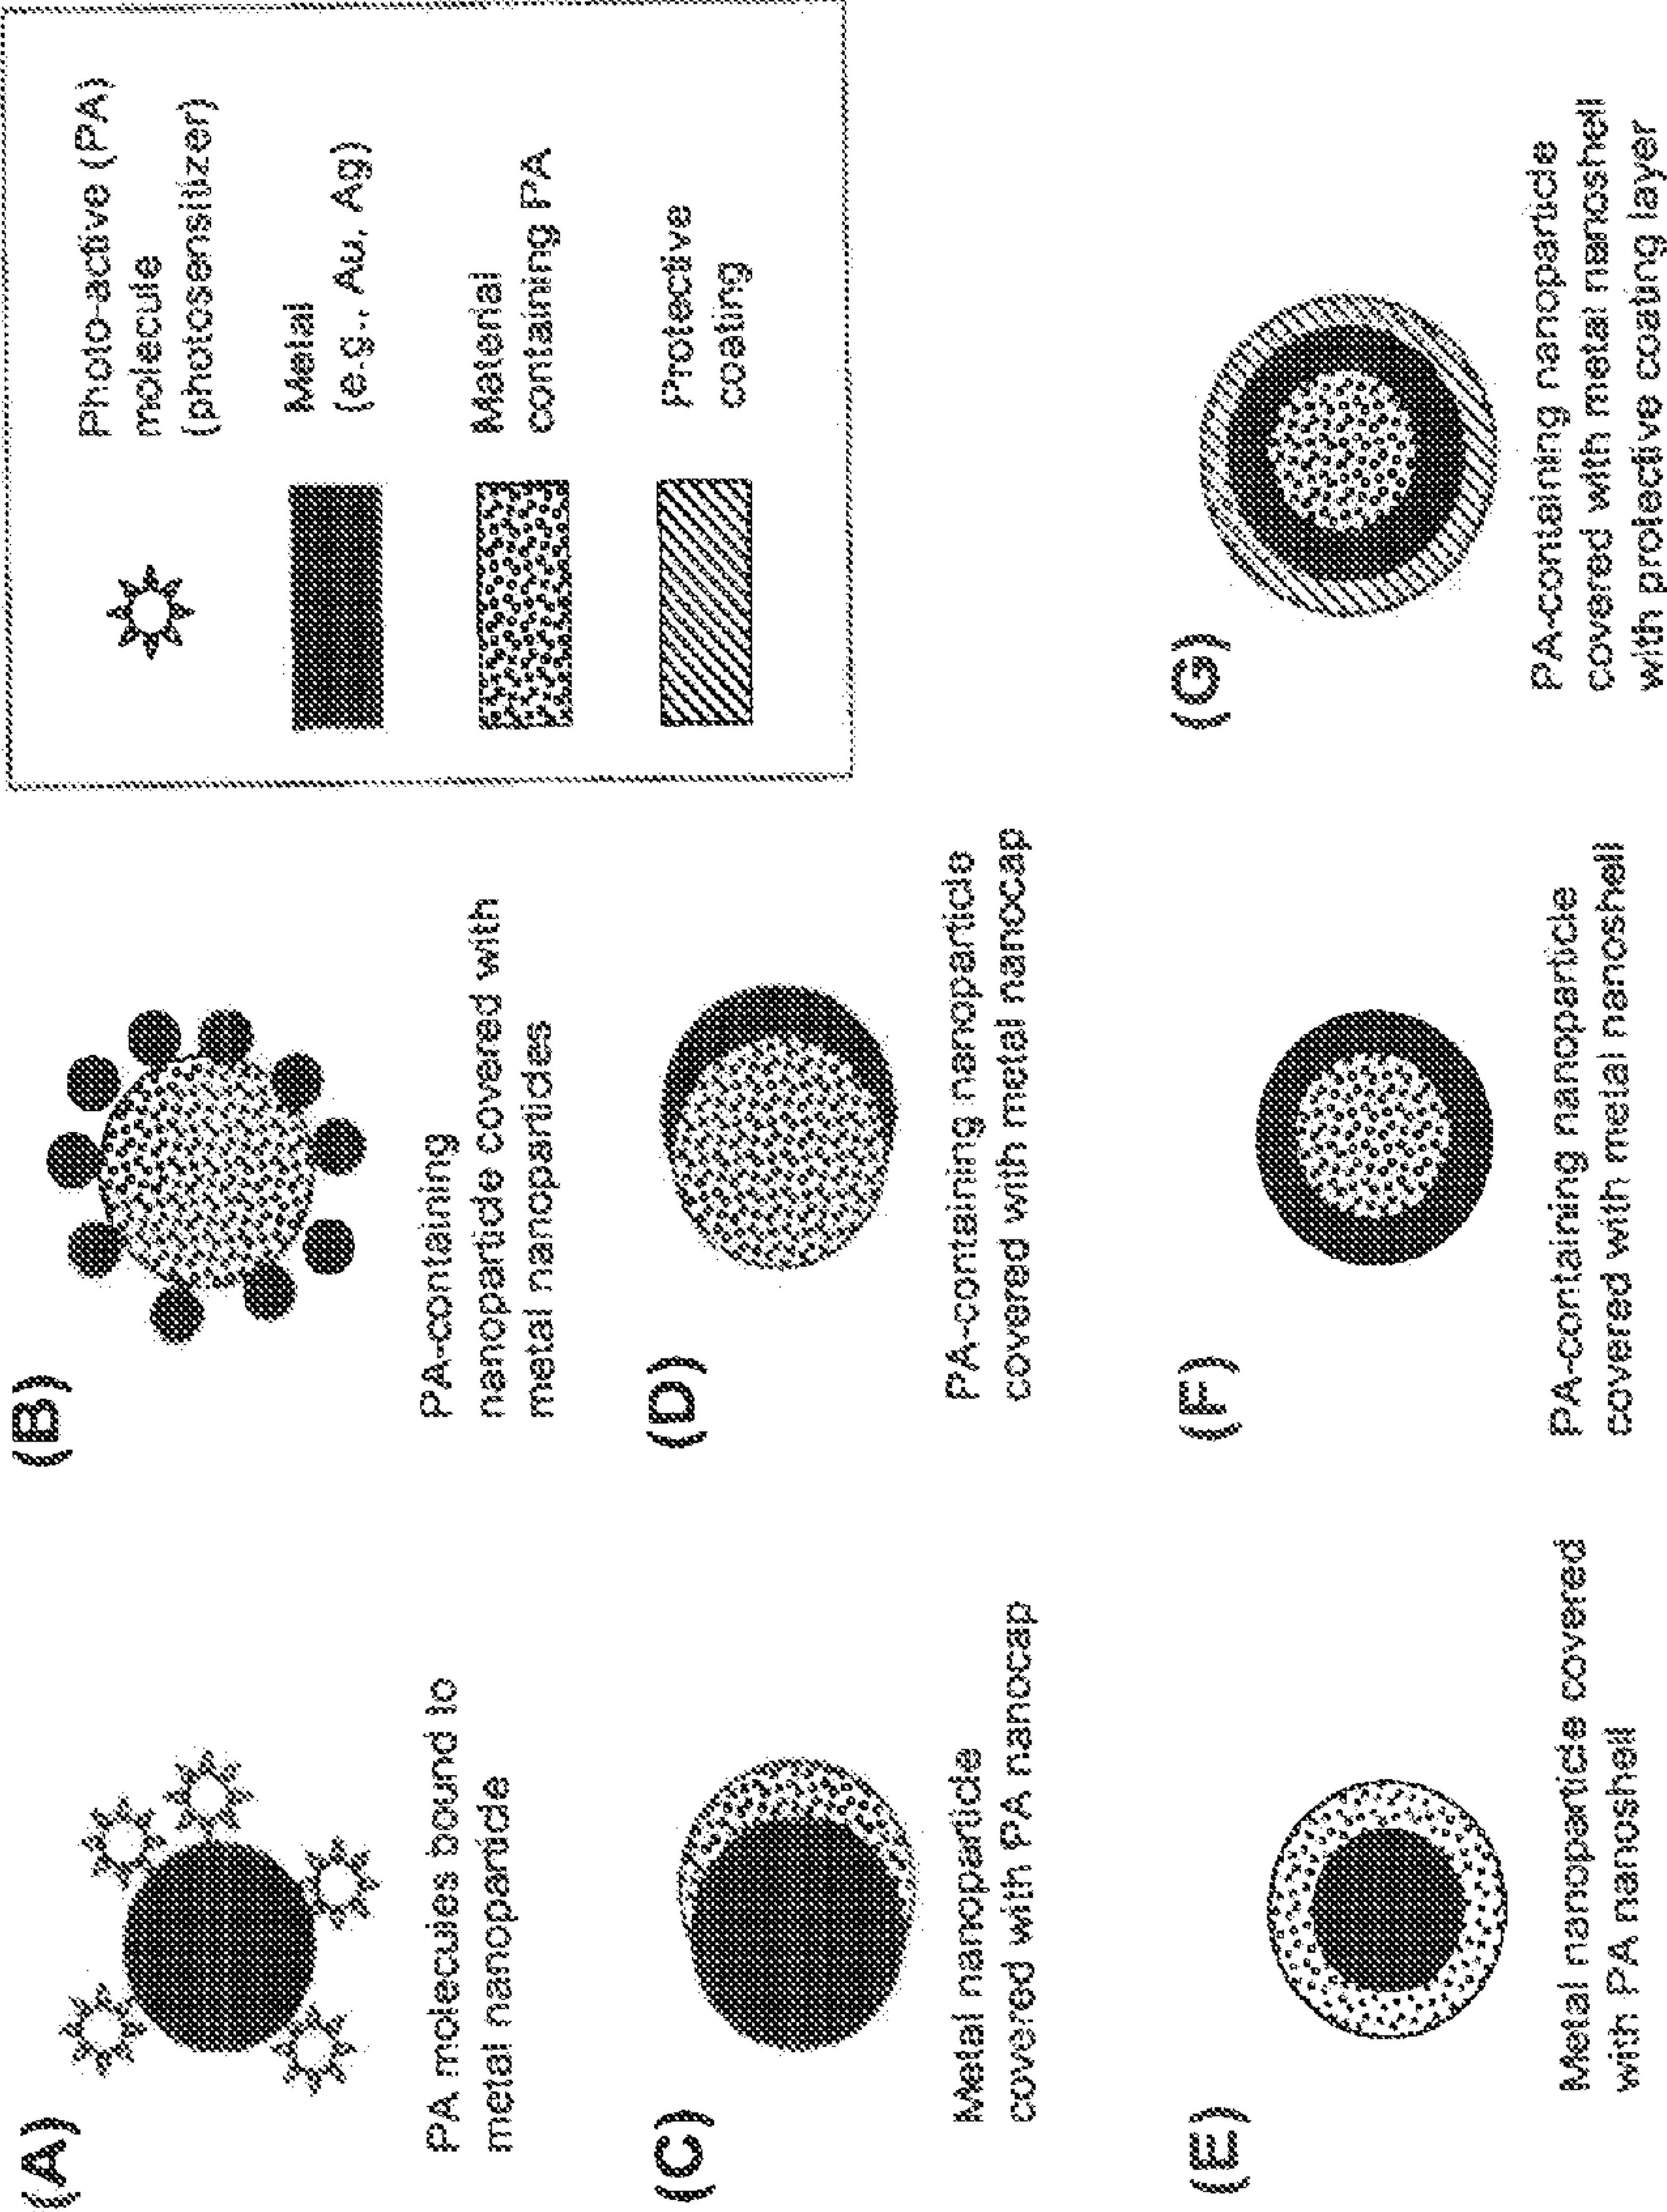 (A)
PA molecules bound to
metal nanoparticle
(B)
PA-containing
nanoparticle covered with
metal nanoparticles
Photo-active (PA)
molecule
(photosensitizer)
Metal
(e.g., Au, Ag)
Material
containing PA
Protective
coating
(C)
Metal nanoparticle
covered with PA nanocap
(D)
PA-containing nanoparticle
covered with metal nanocap
(E)
Metal nanoparticle covered
with PA nanoshell
(F)
PA-containing nanoparticle
covered with metal nanoshell
(G)
PA-containing nanoparticle
covered with metal nanoshell
with protective coating layer